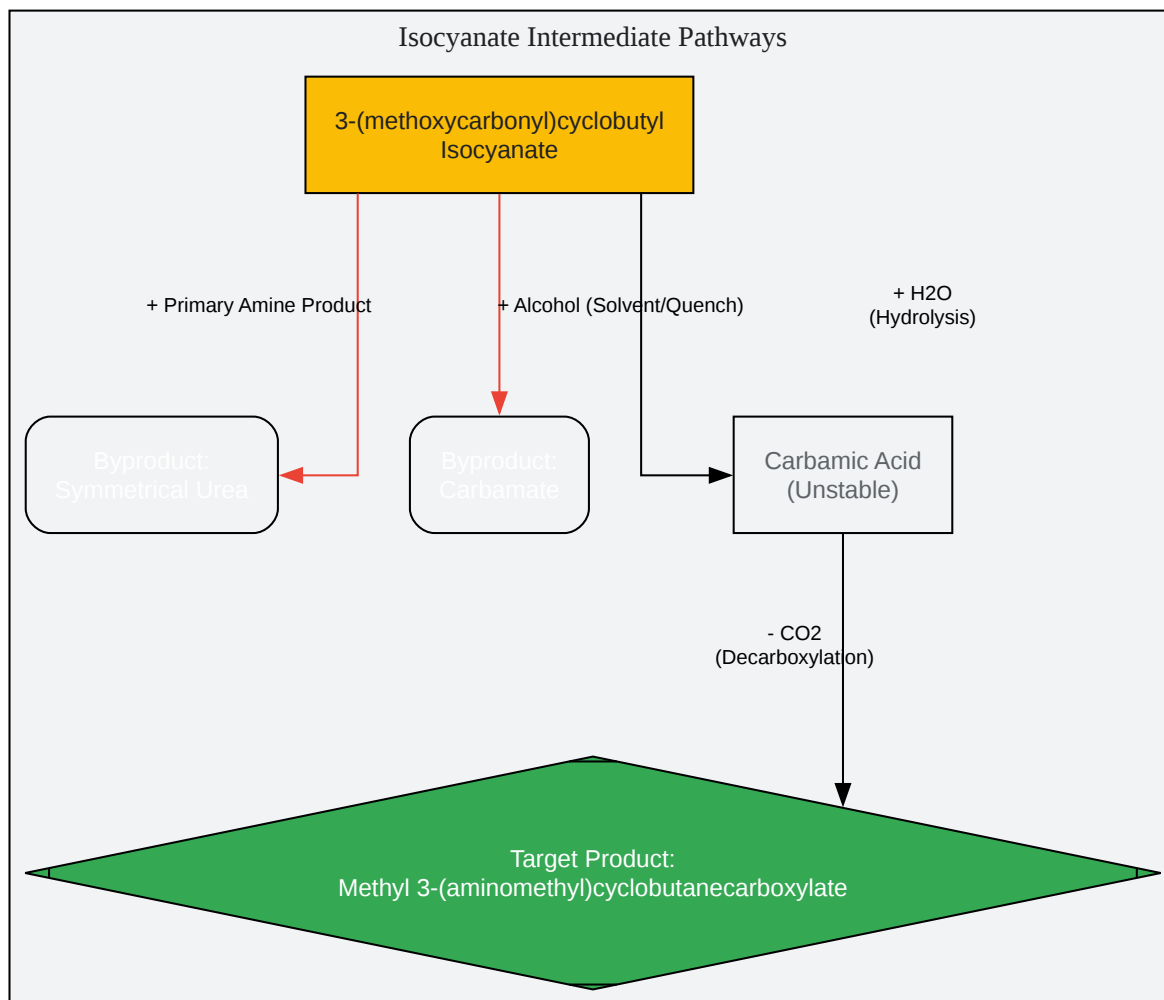 Isocyanate Intermediate Pathways
3-(methoxycarbonyl)cyclobutyl
Isocyanate
+ Primary Amine Product
+ Alcohol (Solvent/Quench)
+ H2O
(Hydrolysis)
Byproduct:
Symmetrical Urea
Byproduct:
Carbamate
Carbamic Acid
(Unstable)
- CO2
(Decarboxylation)
Target Product:
Methyl 3-(aminomethyl)cyclobutanecarboxylate